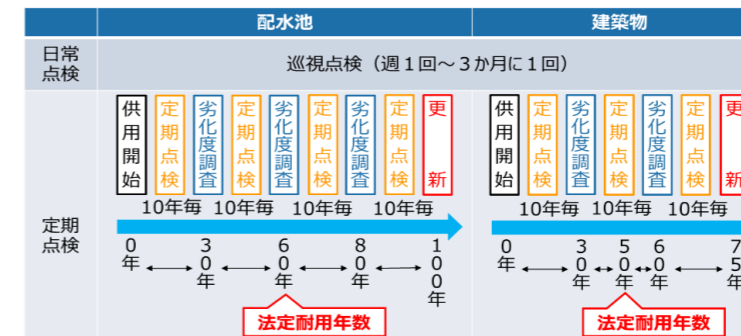 配水池 建築物
日常点検 巡視点検（週１回～３か月に１回）
定期点検
供用開始 定期点検 劣化度調査 定期点検 劣化度調査 定期点検 劣化度調査 定期点検 更新
10年毎 10年毎 10年毎 10年毎
0年 30年 60年 80年 100年
法定耐用年数
供用開始 定期点検 劣化度調査 定期点検 劣化度調査 定期点検 更新
10年毎 10年毎 10年毎
0年 30年 50年 60年 75年
法定耐用年数